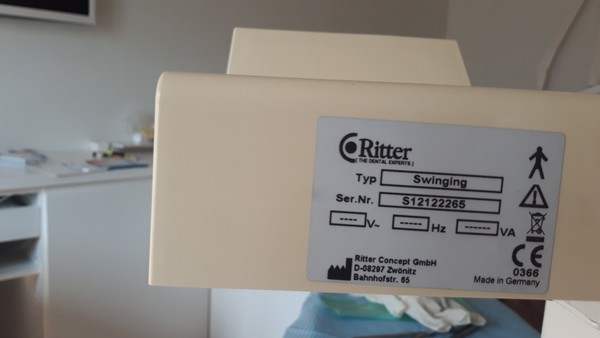 Ritter
[ THE DENTAL EXPERTS ]
Typ Swinging
Ser.Nr. S12122265
---- V~ ----- Hz ------ VA
Ritter Concept GmbH
D-08297 Zwönitz
Bahnhofstr. 65
CE
0366
Made in Germany